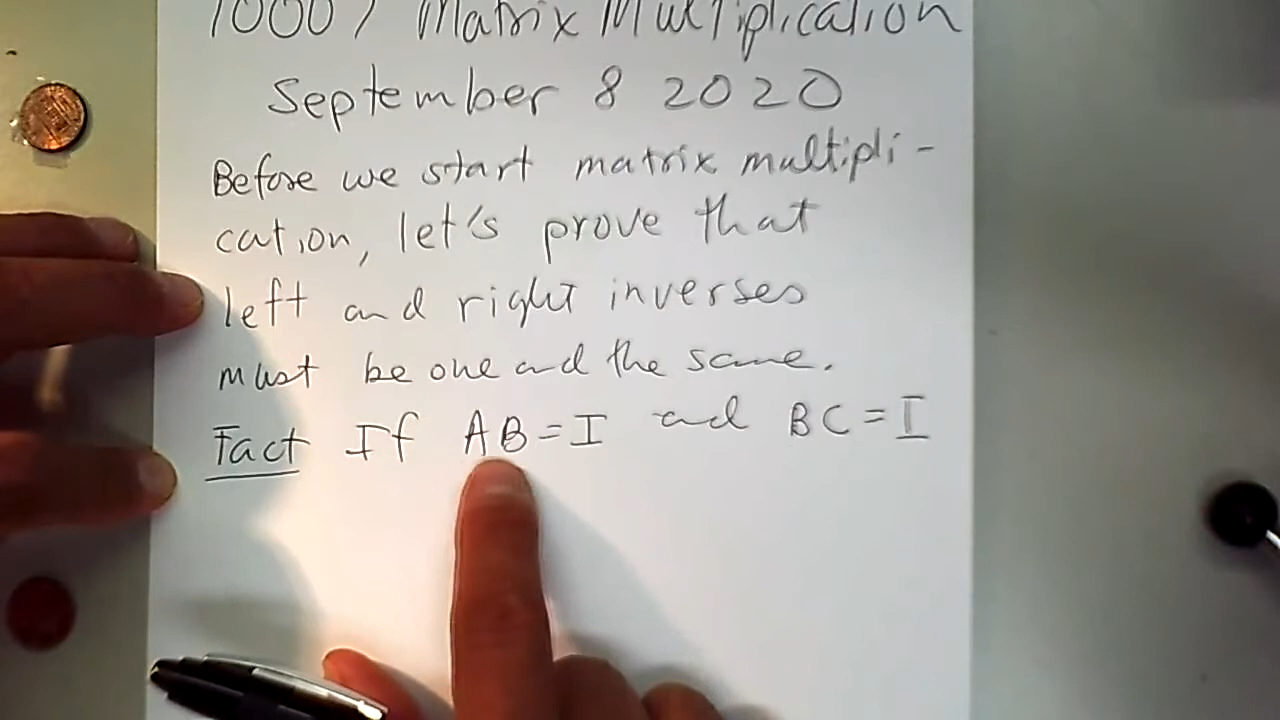 10007 Matrix Multiplication
September 8 2020
Before we start matrix multipli-
cation, let's prove that
left and right inverses
must be one and the same.
Fact If AB=I and BC=I